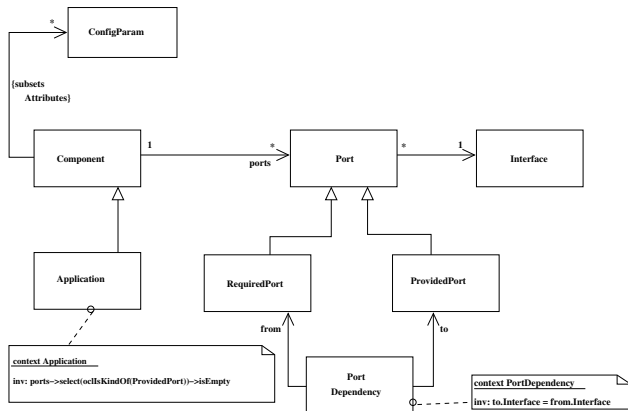 *
ConfigParam
{subsets
Attributes}
Component
1
*
ports
Port
*
1
Interface
Application
RequiredPort
ProvidedPort
from
to
context Application
inv: ports->select(oclIsKindOf(ProvidedPort))->isEmpty
Port
Dependency
context PortDependency
inv: to.Interface = from.Interface